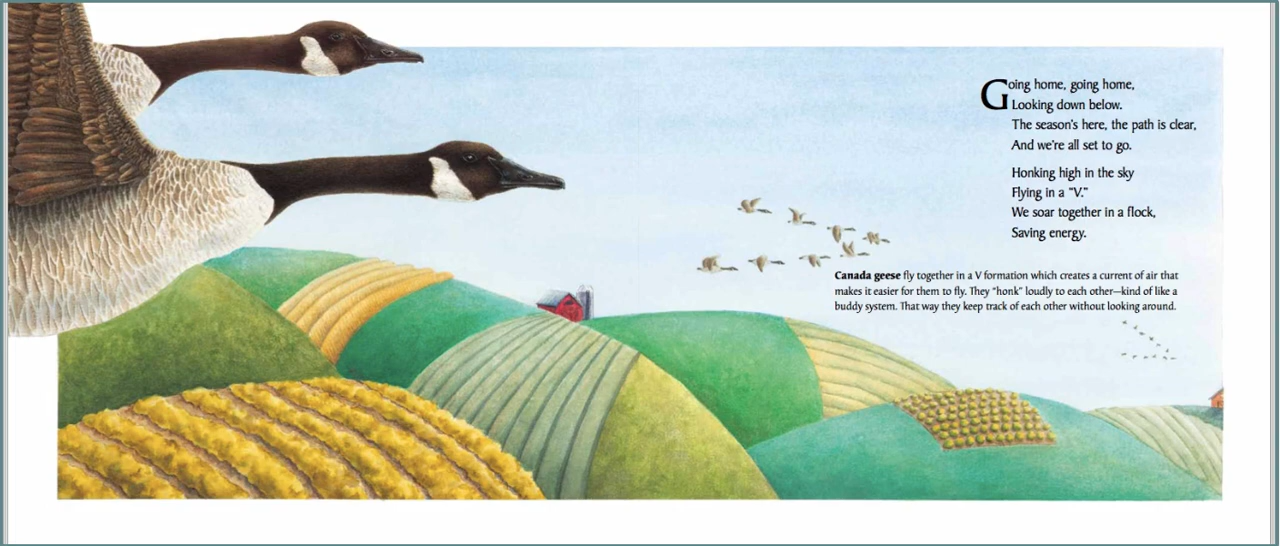 Going home, going home,
Looking down below.
The season's here, the path is clear,
And we're all set to go.
Honking high in the sky
Flying in a "V."
We soar together in a flock,
Saving energy.
Canada geese fly together in a V formation which creates a current of air that
makes it easier for them to fly. They "honk" loudly to each other—kind of like a
buddy system. That way they keep track of each other without looking around.